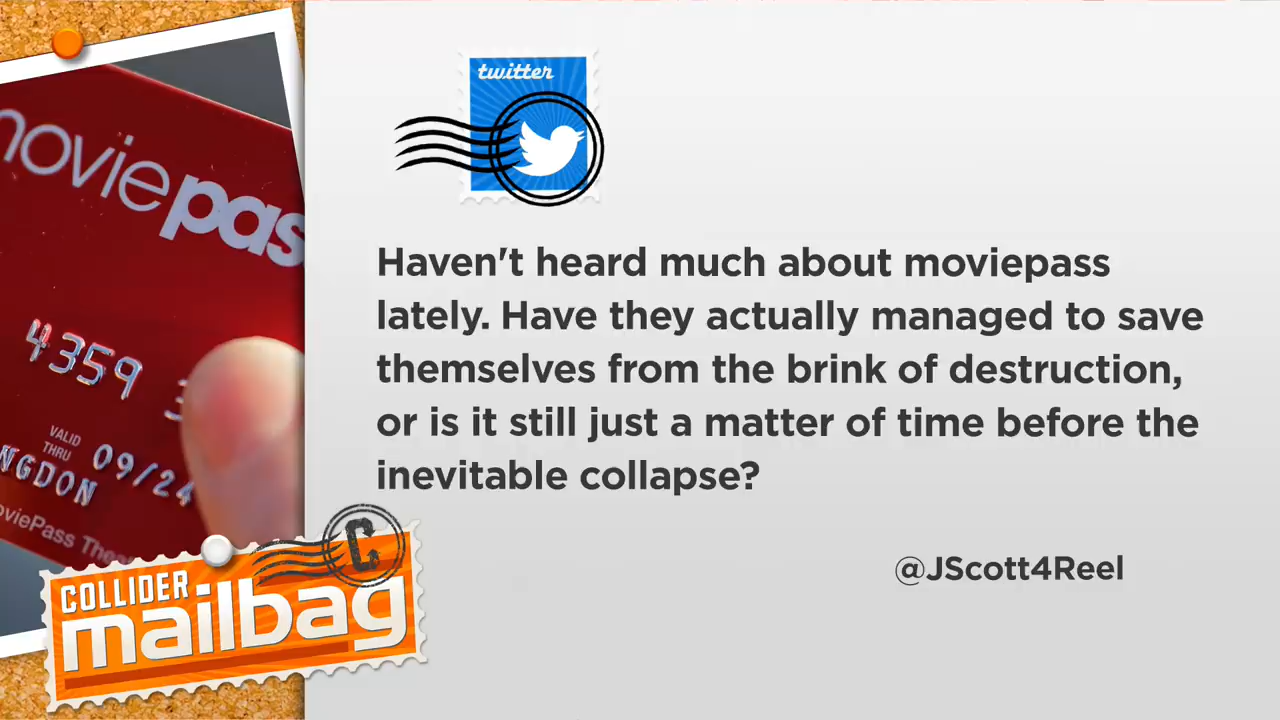 twitter
Haven't heard much about moviepass
lately. Have they actually managed to save
themselves from the brink of destruction,
or is it still just a matter of time before the
inevitable collapse?
@JScott4Reel
moviepas
4359
VALID
THRU
09/24
NGDON
oviePass Thea
COLLIDER
mailbag
C